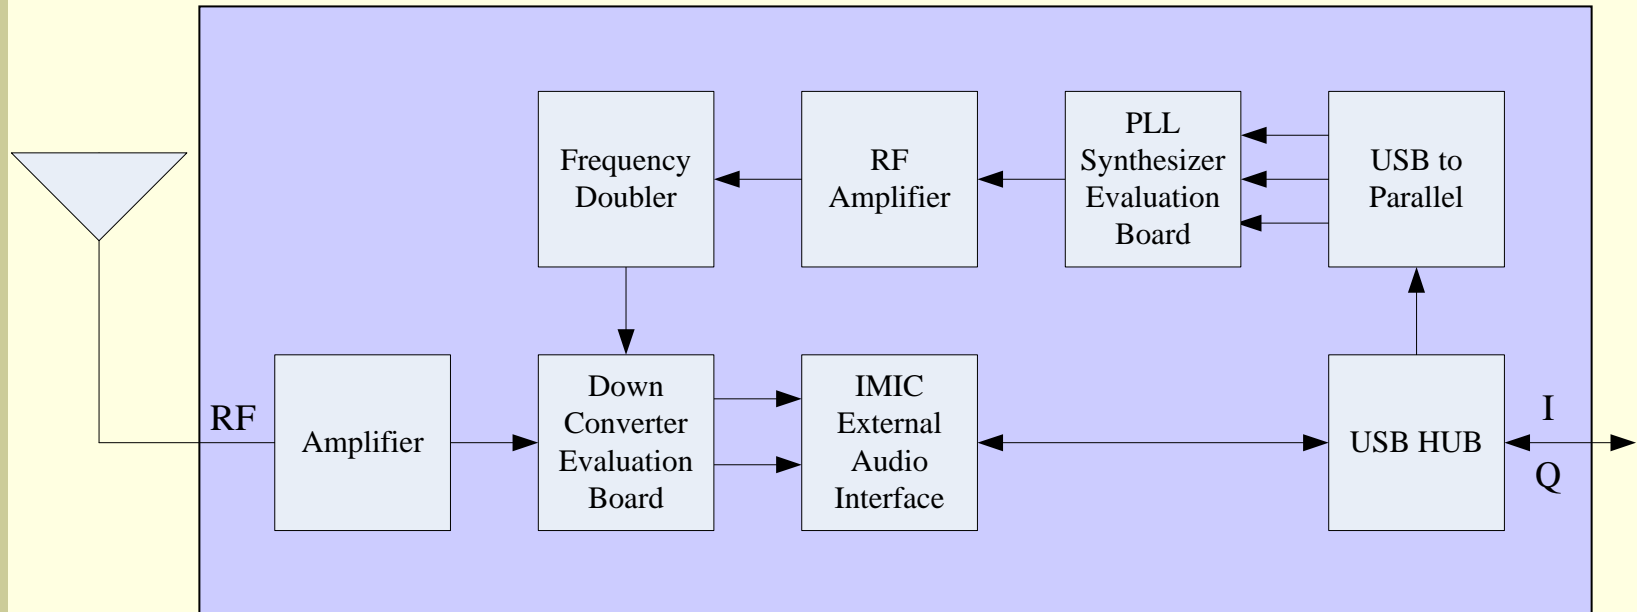 Frequency
Doubler
RF
Amplifier
PLL
Synthesizer
Evaluation
Board
USB to
Parallel
RF
Amplifier
Down
Converter
Evaluation
Board
IMIC
External
Audio
Interface
USB HUB
I
Q